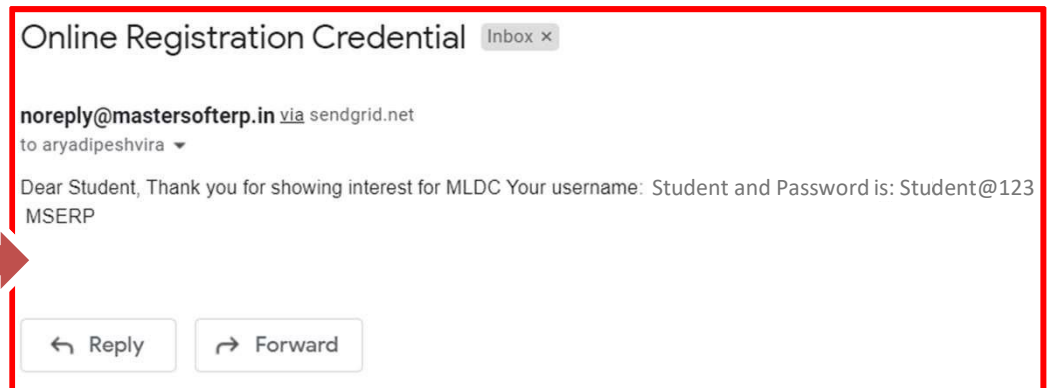 Online Registration Credential Inbox ×
noreply@mastersofterp.in via sendgrid.net
to aryadipeshvira
Dear Student, Thank you for showing interest for MLDC Your username: Student and Password is: Student@123
MSERP
Reply Forward